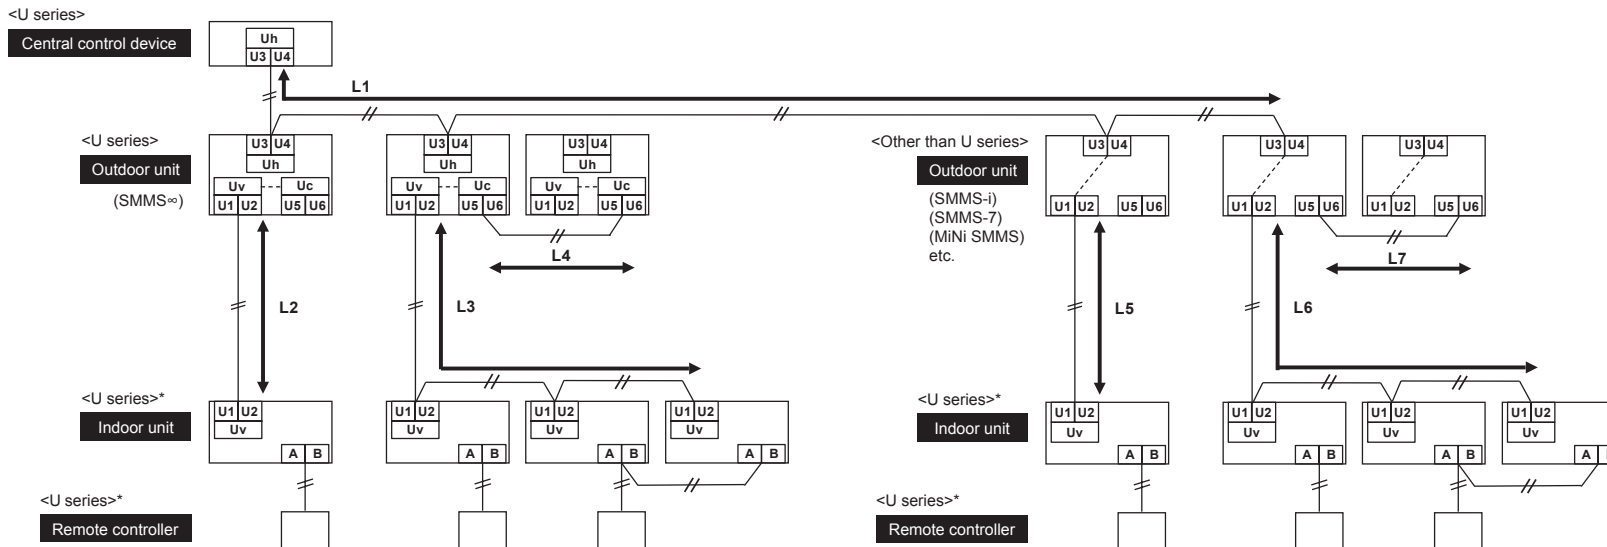 <U series>
Central control device
Uh
U3 U4
L1
<U series>
Outdoor unit
(SMMS∞)
U3 U4
Uh
Uv Uc
U1 U2 U5 U6
U3 U4
Uh
Uv Uc
U1 U2 U5 U6
U3 U4
Uh
Uv Uc
U1 U2 U5 U6
<Other than U series>
Outdoor unit
(SMMS-i)
(SMMS-7)
(MiNi SMMS)
etc.
U3 U4
U1 U2 U5 U6
U3 U4
U1 U2 U5 U6
U3 U4
U1 U2 U5 U6
L2
L3
L4
L5
L6
L7
<U series>*
Indoor unit
U1 U2
Uv
A B
U1 U2
Uv
A B
U1 U2
Uv
A B
U1 U2
Uv
A B
<U series>*
Indoor unit
U1 U2
Uv
A B
U1 U2
Uv
A B
U1 U2
Uv
A B
U1 U2
Uv
A
<U series>*
Remote controller
<U series>*
Remote controller